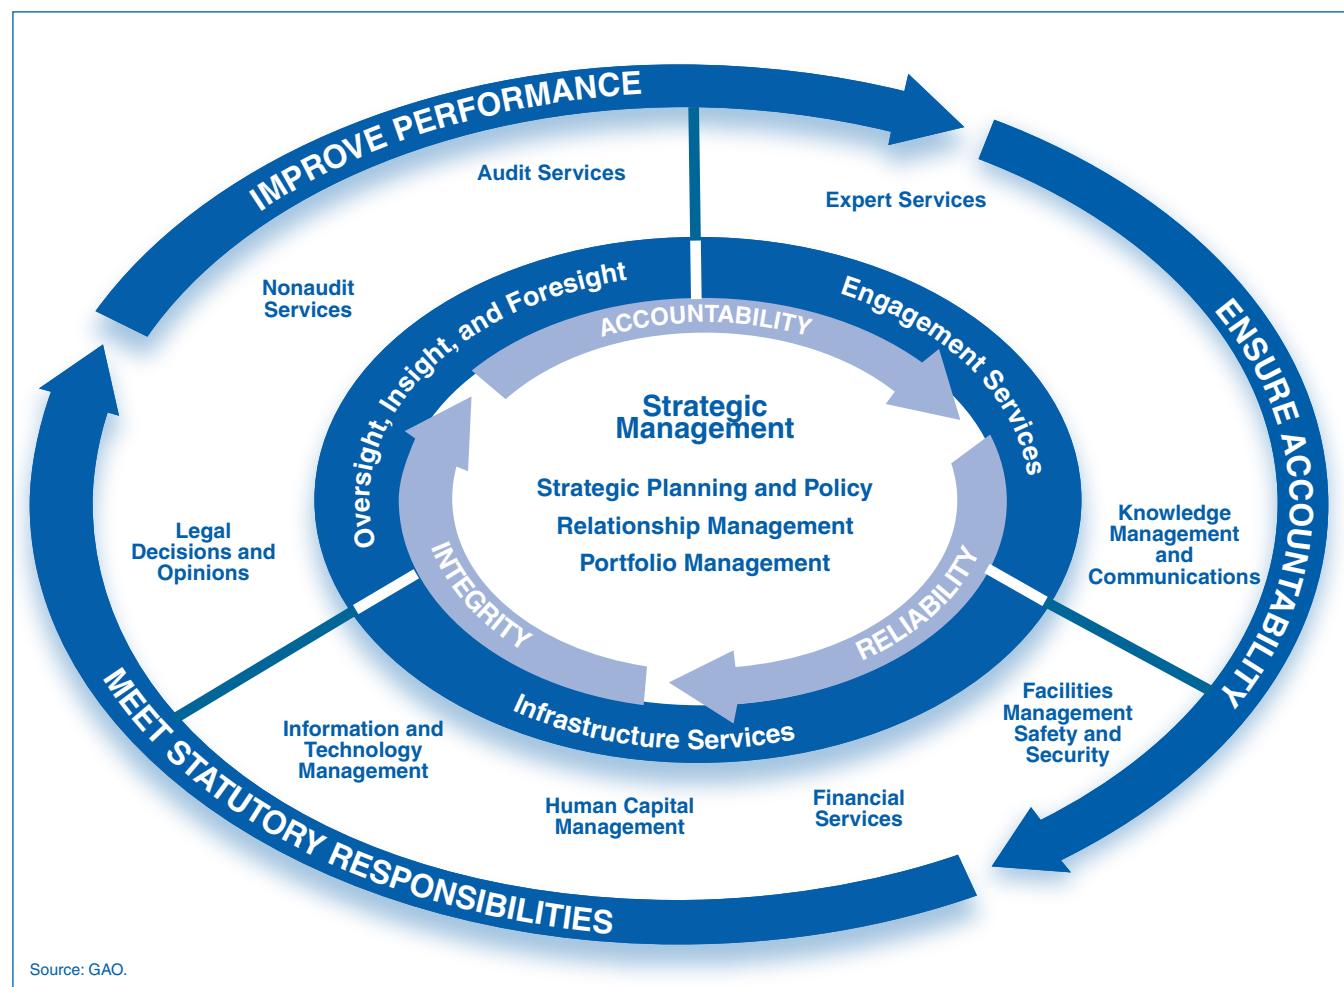 IMPROVE PERFORMANCE
Audit Services
Expert Services
Nonaudit
Services
Oversight, Insight, and Foresight
Engagement Services
ACCOUNTABILITY
ENSURE ACCOUNTABILITY
Strategic
Management
Strategic Planning and Policy
Relationship Management
Portfolio Management
Legal
Decisions and
Opinions
Knowledge
Management
and
Communications
INTEGRITY
RELIABILITY
Infrastructure Services
MEET STATUTORY RESPONSIBILITIES
Information and
Technology
Management
Facilities
Management
Safety and
Security
Human Capital
Management
Financial
Services
Source: GAO.